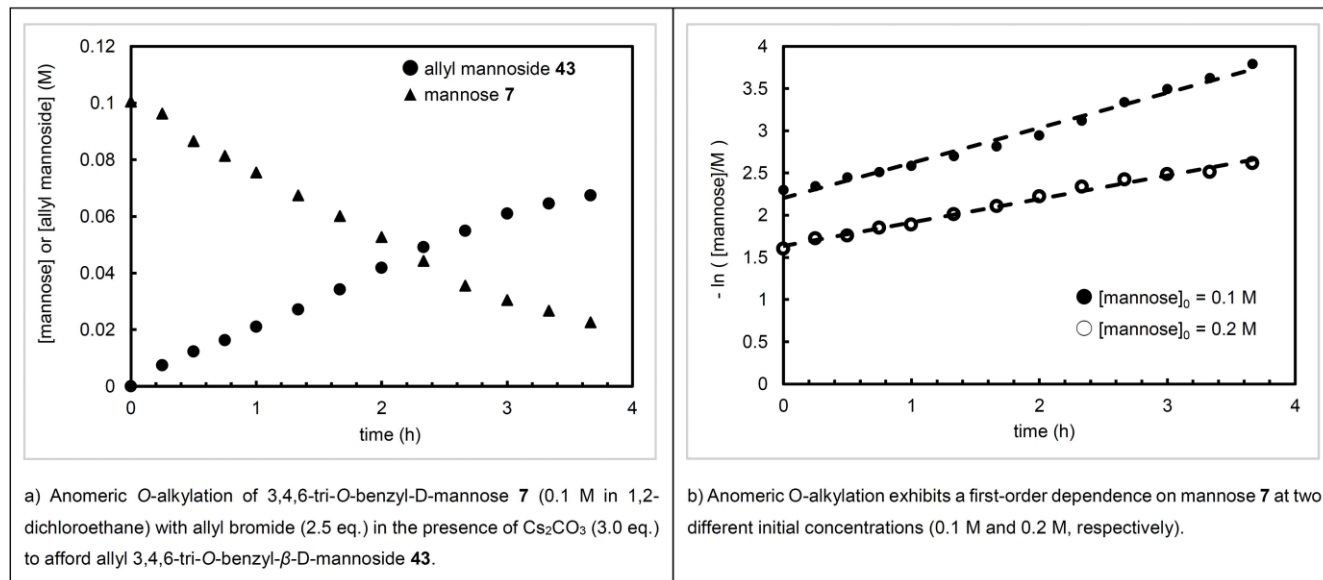 0.12
0.1
0.08
0.06
0.04
0.02
0
[mannose] or [allyl mannoside] (M)
allyl mannoside 43
mannose 7
0 1 2 3 4
time (h)
a) Anomeric O-alkylation of 3,4,6-tri-O-benzyl-D-mannose 7 (0.1 M in 1,2-
dichloroethane) with allyl bromide (2.5 eq.) in the presence of Cs₂CO₃ (3.0 eq.)
to afford allyl 3,4,6-tri-O-benzyl-β-D-mannoside 43.
4
3.5
3
2.5
2
1.5
1
0.5
0
- ln ( [mannose]/M )
[mannose]₀ = 0.1 M
[mannose]₀ = 0.2 M
0 1 2 3 4
time (h)
b) Anomeric O-alkylation exhibits a first-order dependence on mannose 7 at two
different initial concentrations (0.1 M and 0.2 M, respectively).